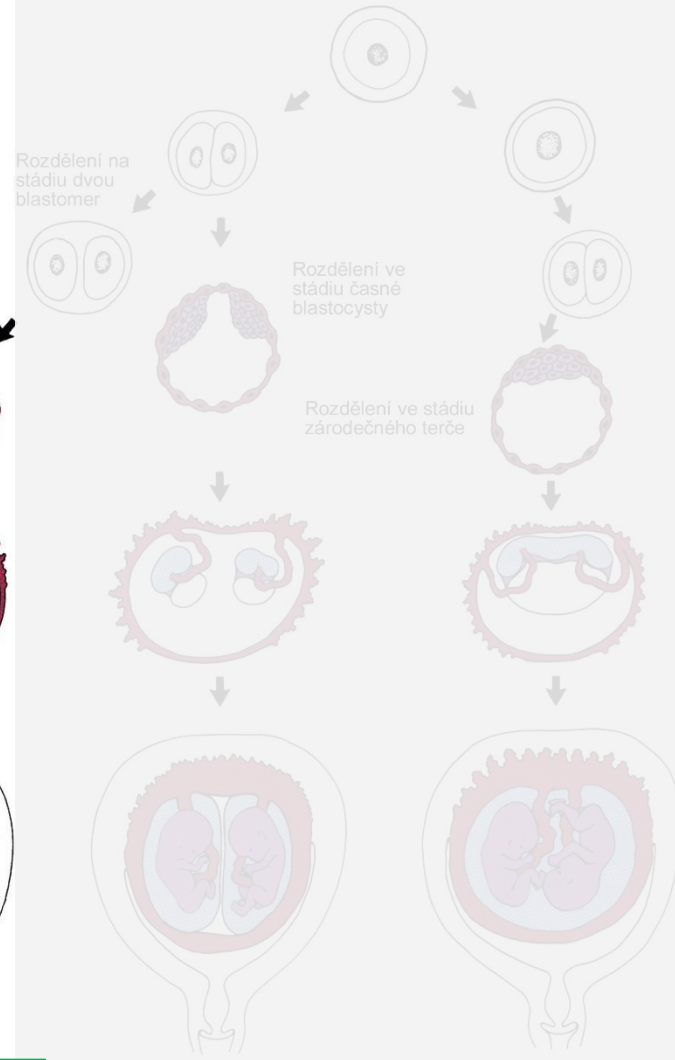 Rozdělení na
stádiu dvou
blastomer
Rozdělení ve
stádiu časné
blastocysty
Rozdělení ve stádiu
zárodečného terče